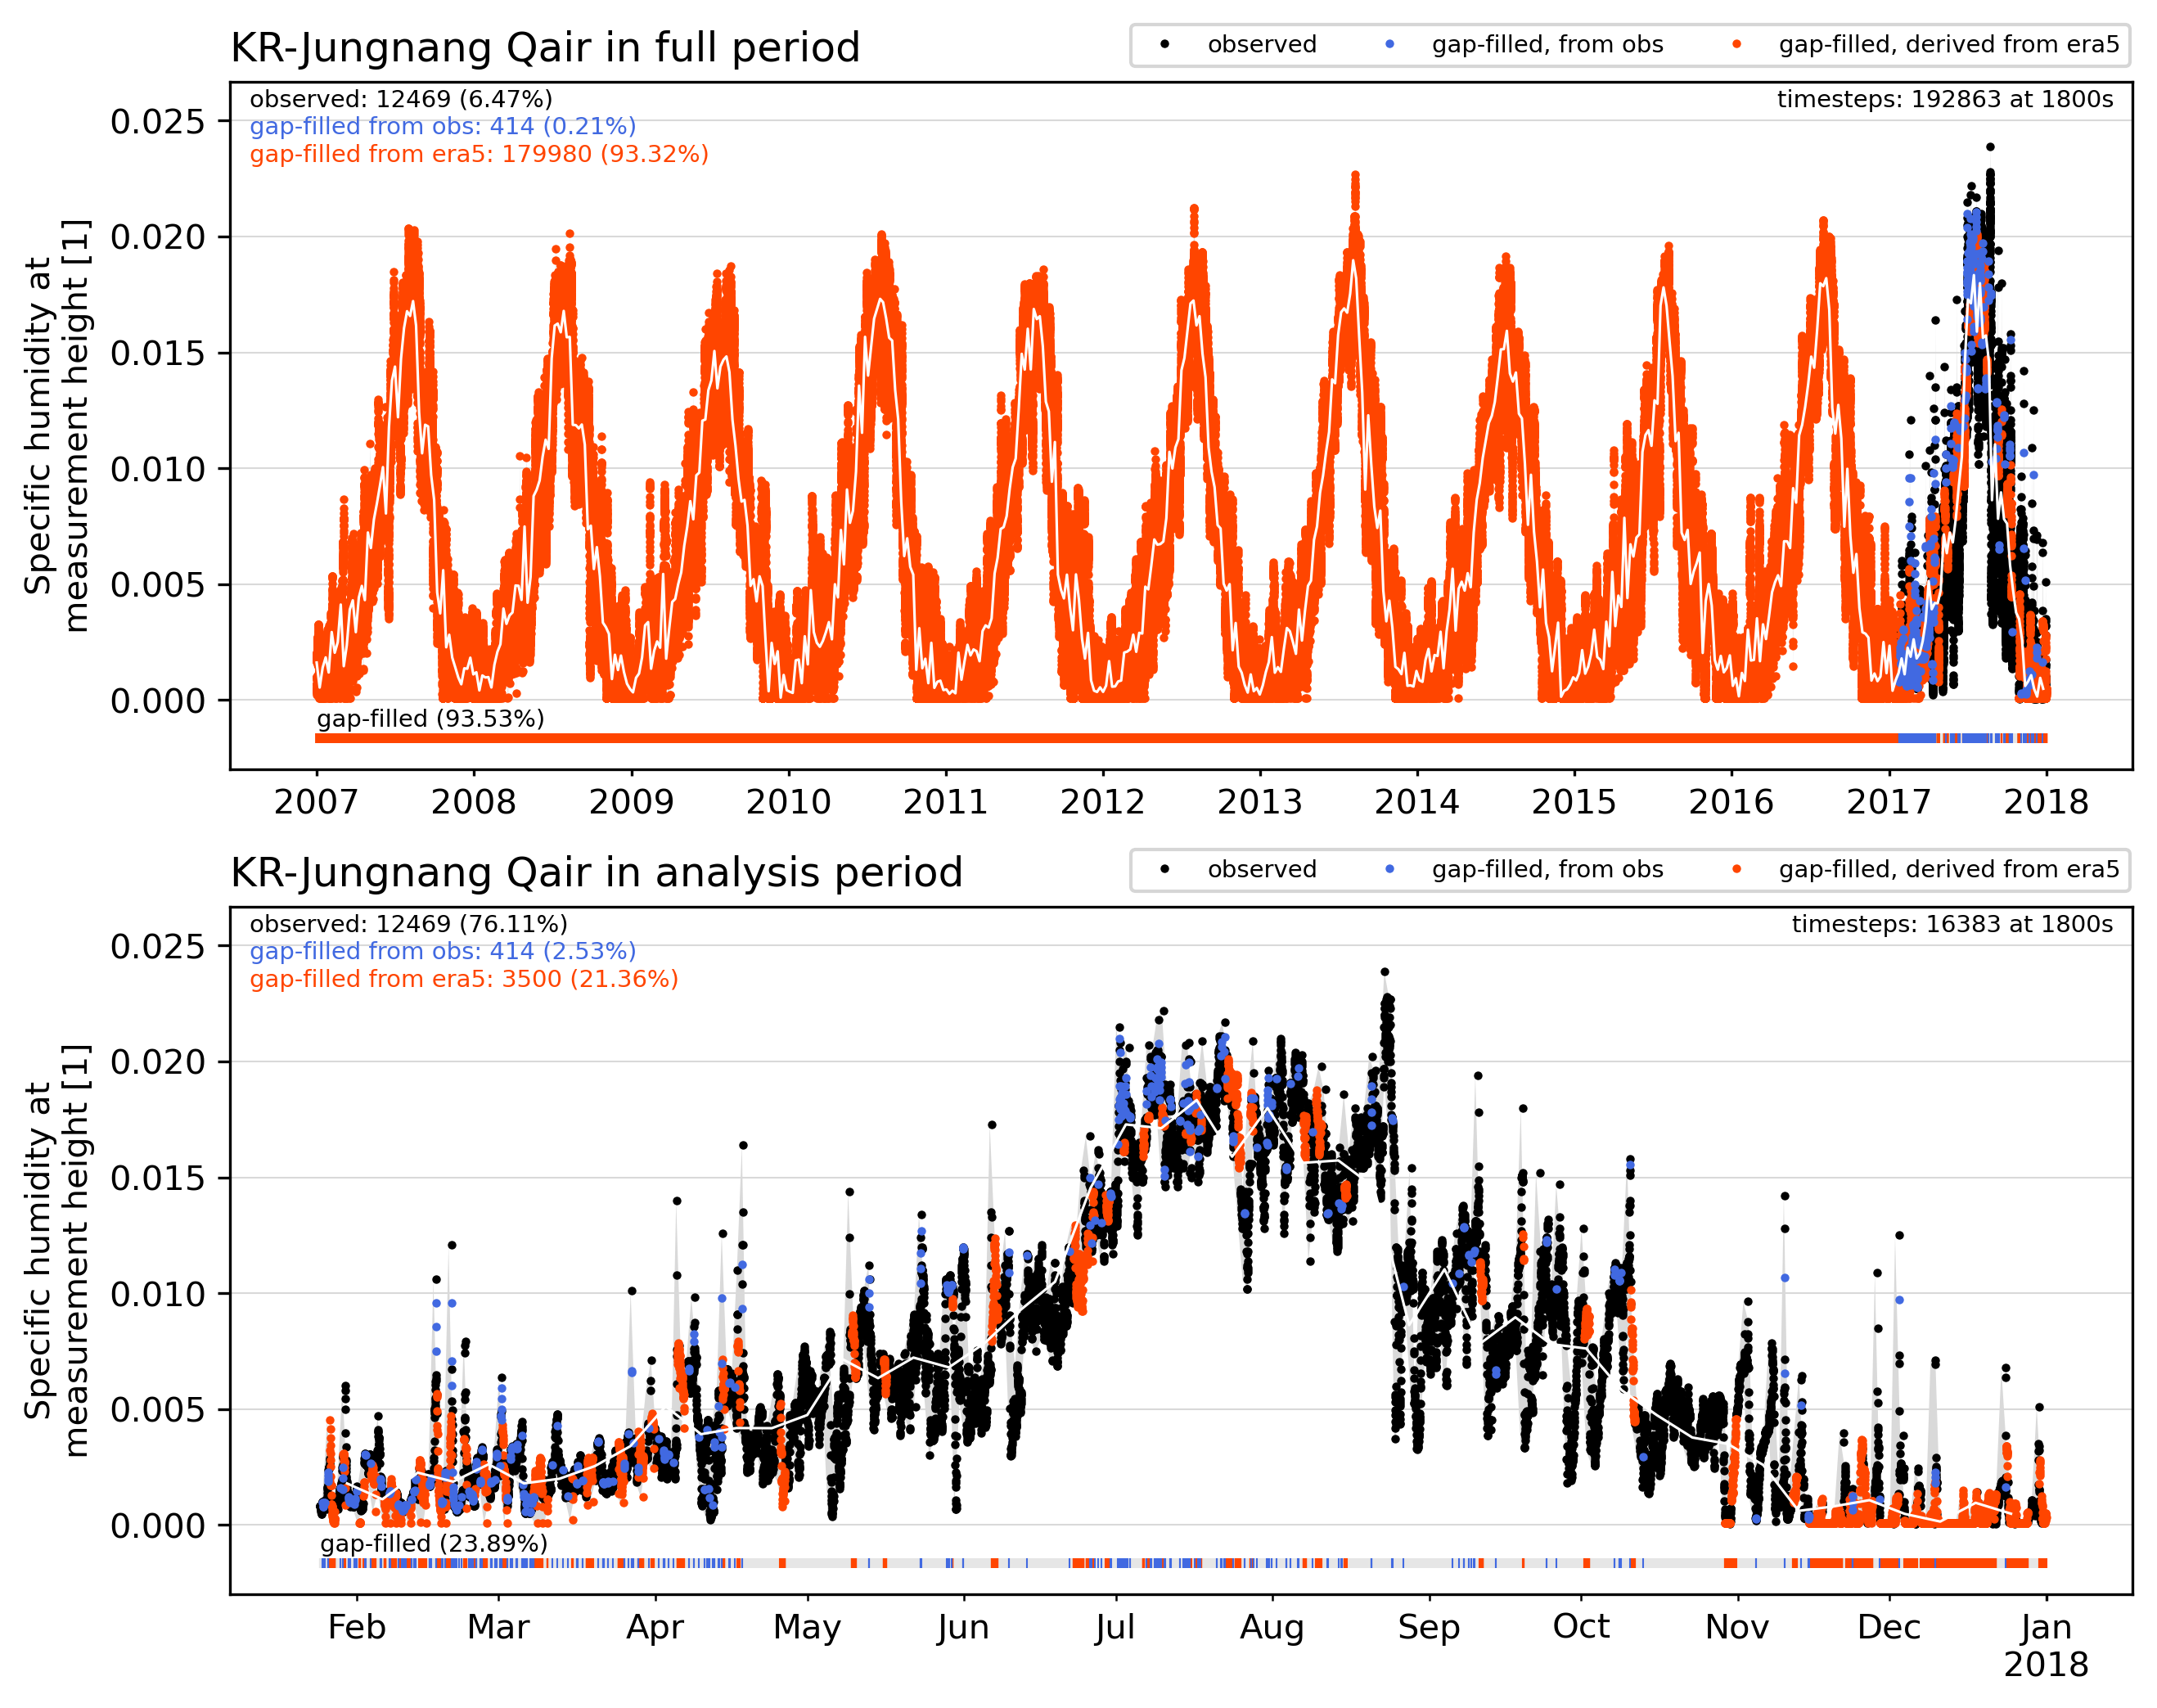 KR-Jungnang Qair in full period
observed
gap-filled, from obs
gap-filled, derived from era5
observed: 12469 (6.47%)
gap-filled from obs: 414 (0.21%)
gap-filled from era5: 179980 (93.32%)
timesteps: 192863 at 1800s
Specific humidity at
measurement height [1]
0.025
0.020
0.015
0.010
0.005
0.000
gap-filled (93.53%)
2007
2008
2009
2010
2011
2012
2013
2014
2015
2016
2017
2018
KR-Jungnang Qair in analysis period
observed
gap-filled, from obs
gap-filled, derived from era5
observed: 12469 (76.11%)
gap-filled from obs: 414 (2.53%)
gap-filled from era5: 3500 (21.36%)
timesteps: 16383 at 1800s
Specific humidity at
measurement height [1]
0.025
0.020
0.015
0.010
0.005
0.000
gap-filled (23.89%)
Feb
Mar
Apr
May
Jun
Jul
Aug
Sep
Oct
Nov
Dec
Jan
2018